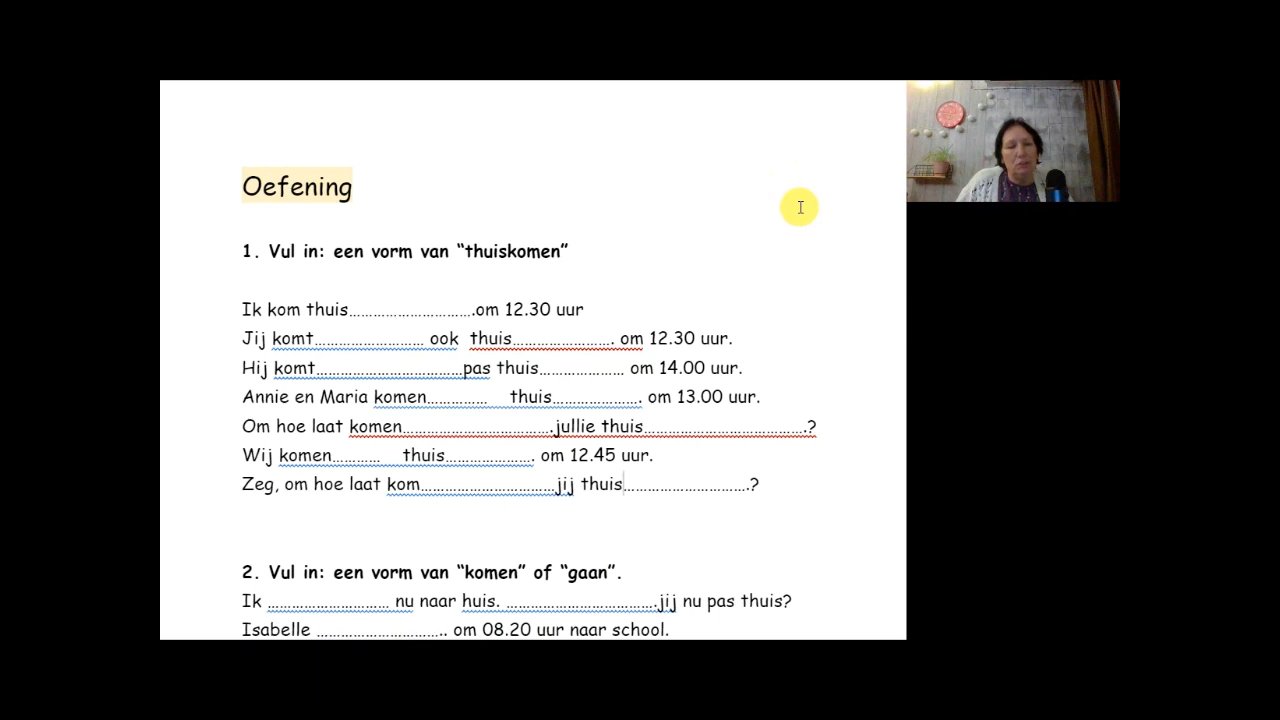 Oefening
1. Vul in: een vorm van “thuiskomen”
Ik kom thuis………………………….om 12.30 uur
Jij komt……………………… ook thuis……………………. om 12.30 uur.
Hij komt………………………………pas thuis………………… om 14.00 uur.
Annie en Maria komen…………… thuis…………………. om 13.00 uur.
Om hoe laat komen……………………………….jullie thuis………………………………….?
Wij komen………… thuis…………………. om 12.45 uur.
Zeg, om hoe laat kom……………………………jij thuis………………………….?
2. Vul in: een vorm van “komen” of “gaan”.
Ik ………………………… nu naar huis. ……………………………….jij nu pas thuis?
Isabelle ………………………….. om 08.20 uur naar school.